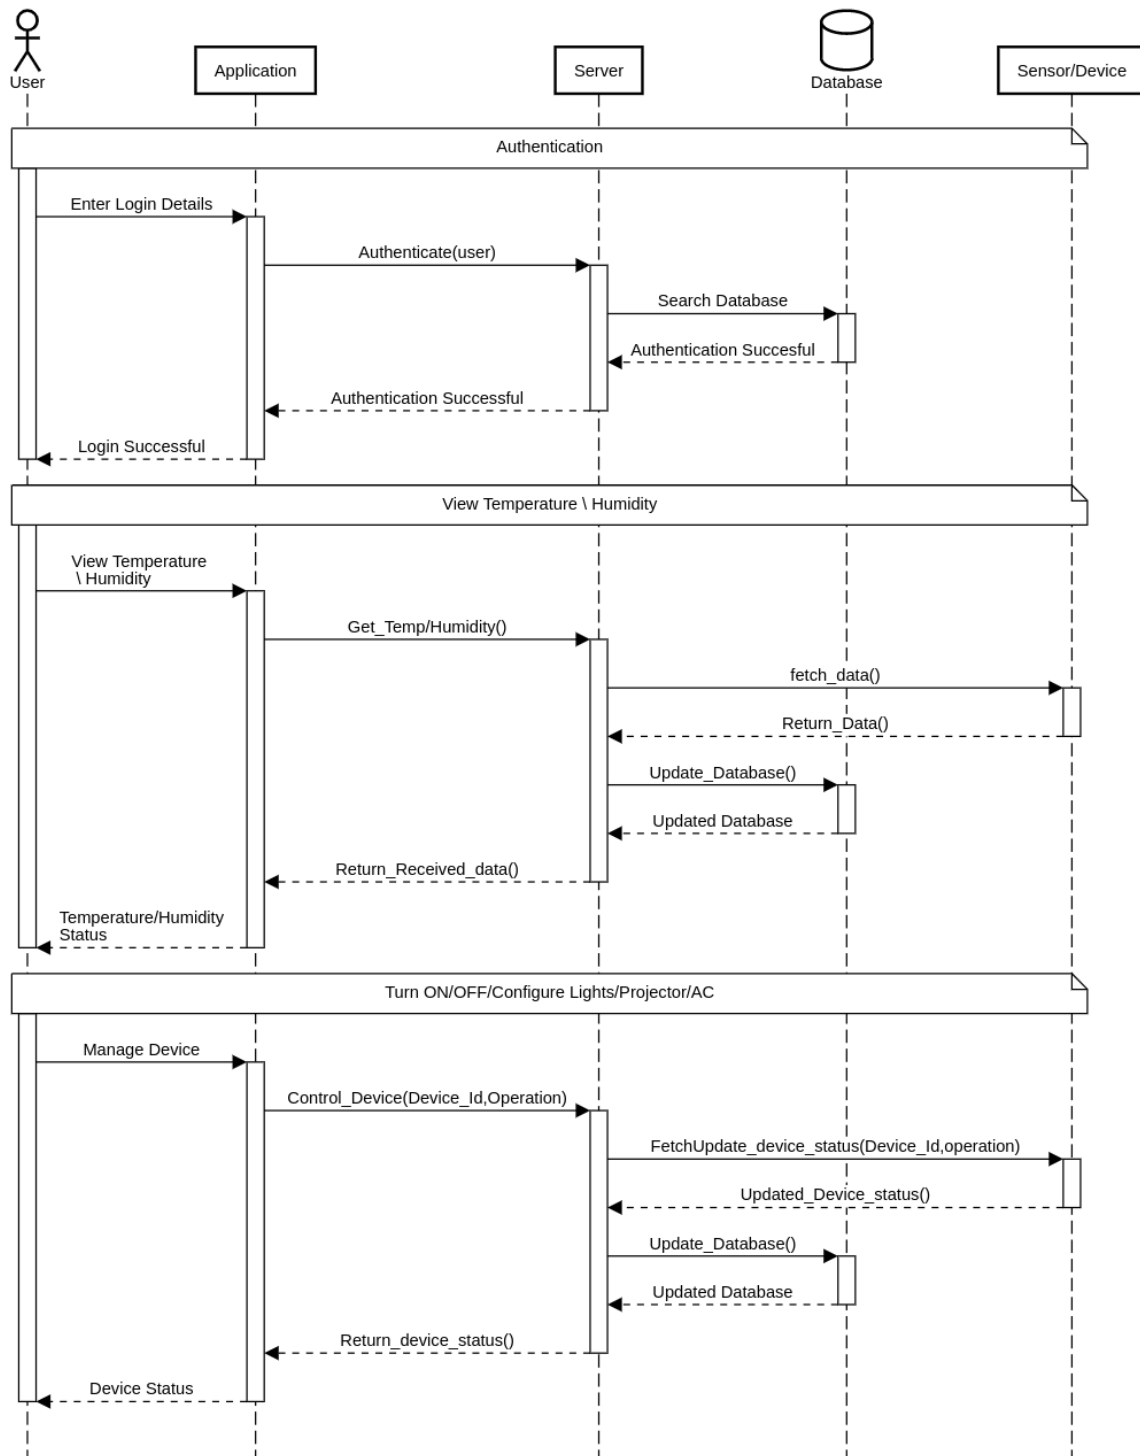 User
Application
Server
Database
Sensor/Device
Authentication
Enter Login Details
Authenticate(user)
Search Database
Authentication Succesful
Authentication Successful
Login Successful
View Temperature \ Humidity
View Temperature
\ Humidity
Get_Temp/Humidity()
fetch_data()
Return_Data()
Update_Database()
Updated Database
Return_Received_data()
Temperature/Humidity
Status
Turn ON/OFF/Configure Lights/Projector/AC
Manage Device
Control_Device(Device_Id,Operation)
FetchUpdate_device_status(Device_Id,operation)
Updated_Device_status()
Update_Database()
Updated Database
Return_device_status()
Device Status